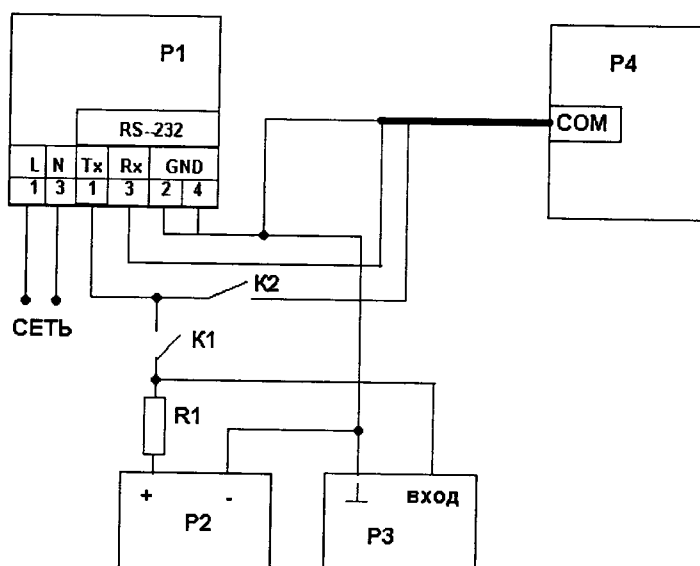 P1
P4
RS-232
COM
L N Tx Rx GND
1 3 1 3 2 4
K2
СЕТЬ
K1
R1
+ - ⊥ вход
P2 P3